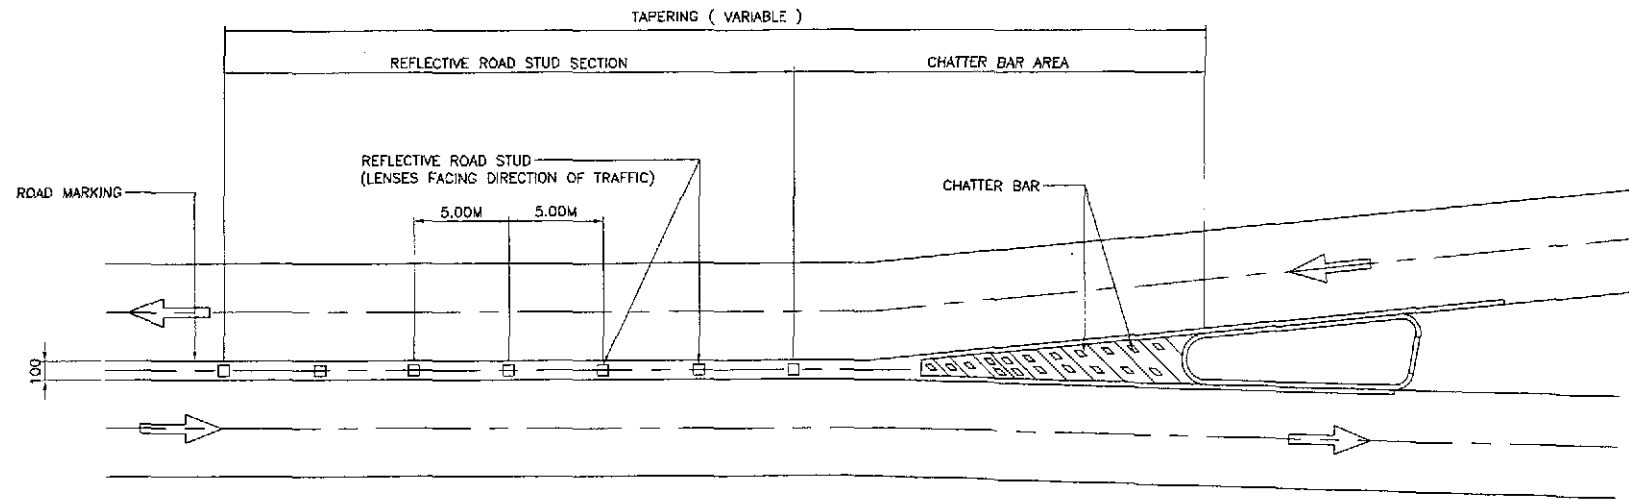 TAPERING ( VARIABLE )
REFLECTIVE ROAD STUD SECTION
CHATTER BAR AREA
REFLECTIVE ROAD STUD
(LENSES FACING DIRECTION OF TRAFFIC)
ROAD MARKING
CHATTER BAR
5.00M
5.00M
100